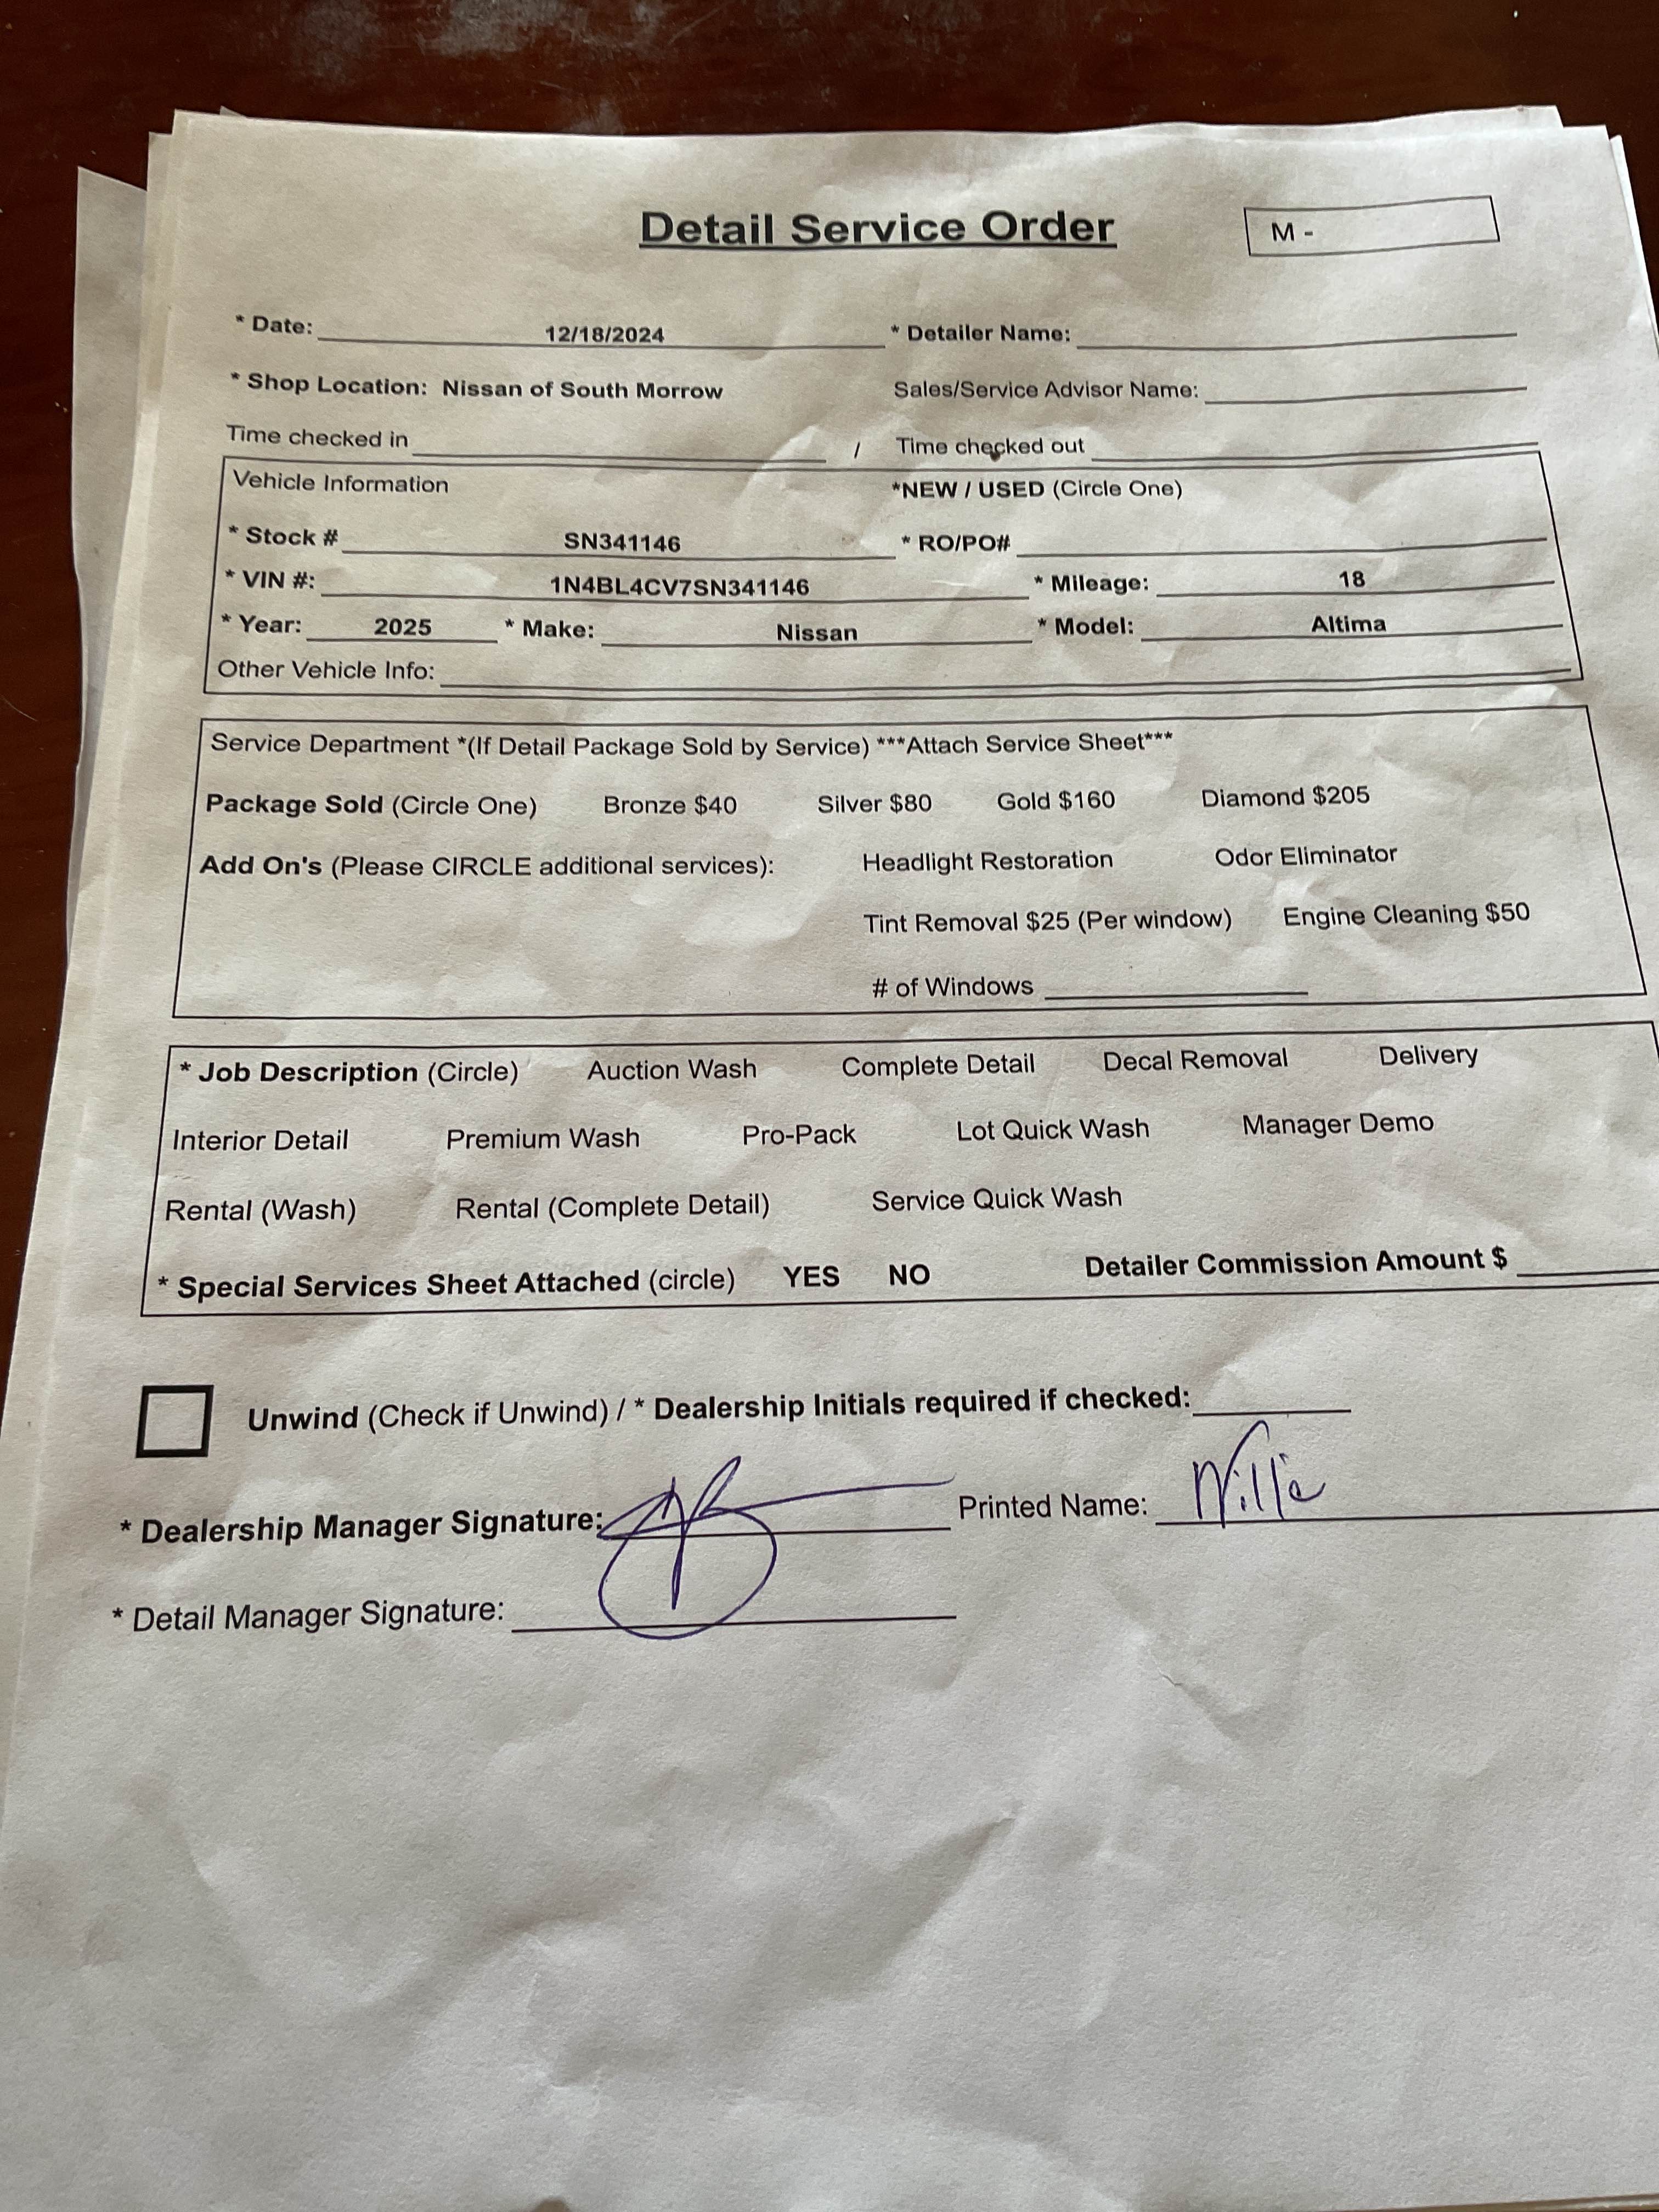 Detail Service Order
M -
* Date: 12/18/2024 * Detailer Name:
* Shop Location: Nissan of South Morrow Sales/Service Advisor Name:
Time checked in / Time checked out
Vehicle Information *NEW / USED (Circle One)
* Stock # SN341146 * RO/PO#
* VIN #: 1N4BL4CV7SN341146 * Mileage: 18
* Year: 2025 * Make: Nissan * Model: Altima
Other Vehicle Info:
Service Department *(If Detail Package Sold by Service) ***Attach Service Sheet***
Package Sold (Circle One) Bronze $40 Silver $80 Gold $160 Diamond $205
Add On's (Please CIRCLE additional services): Headlight Restoration Odor Eliminator
Tint Removal $25 (Per window) Engine Cleaning $50
# of Windows
* Job Description (Circle) Auction Wash Complete Detail Decal Removal Delivery
Interior Detail Premium Wash Pro-Pack Lot Quick Wash Manager Demo
Rental (Wash) Rental (Complete Detail) Service Quick Wash
* Special Services Sheet Attached (circle) YES NO Detailer Commission Amount $
Unwind (Check if Unwind) / * Dealership Initials required if checked:
* Dealership Manager Signature: Printed Name: Willie
* Detail Manager Signature: